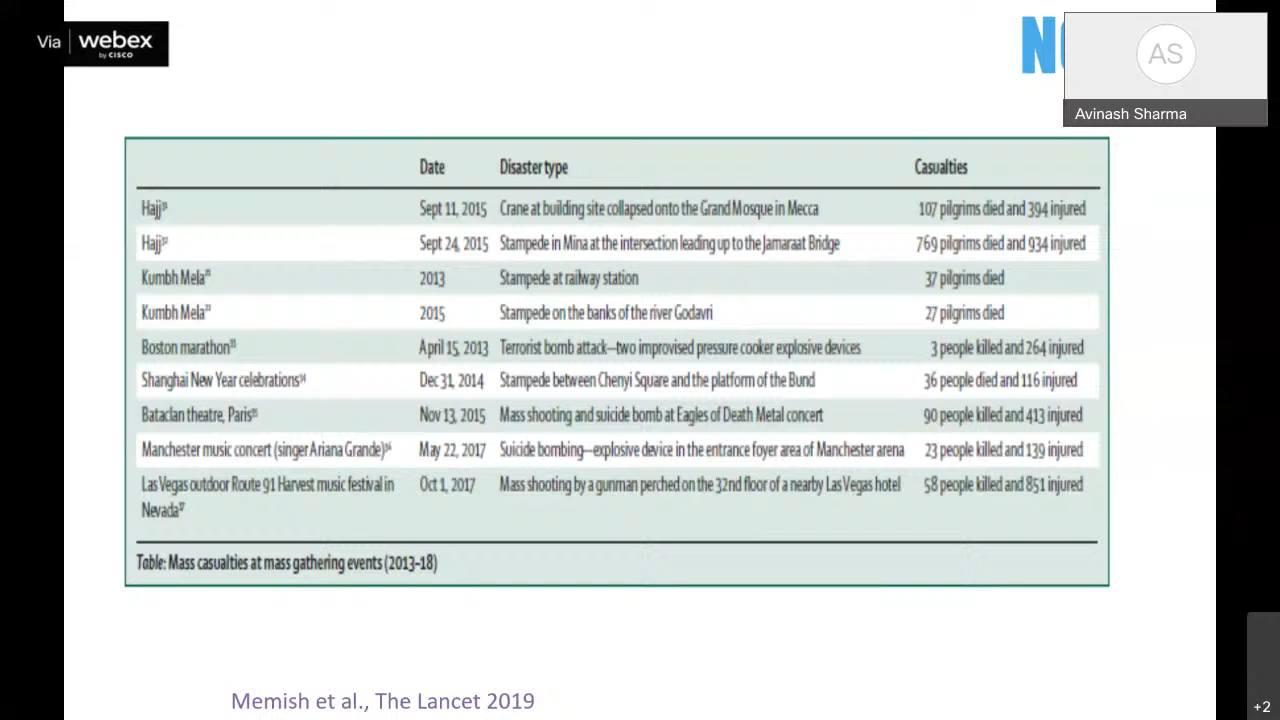 Via webex
by CISCO
AS
Avinash Sharma
Date Disaster type Casualties
Hajj³¹ Sept 11, 2015 Crane at building site collapsed onto the Grand Mosque in Mecca 107 pilgrims died and 394 injured
Hajj³² Sept 24, 2015 Stampede in Mina at the intersection leading up to the Jamaraat Bridge 769 pilgrims died and 934 injured
Kumbh Mela 2013 Stampede at railway station 37 pilgrims died
Kumbh Mela 2015 Stampede on the banks of the river Godavri 27 pilgrims died
Boston marathon³³ April 15, 2013 Terrorist bomb attack—two improvised pressure cooker explosive devices 3 people killed and 264 injured
Shanghai New Year celebrations³⁴ Dec 31, 2014 Stampede between Chenyi Square and the platform of the Bund 36 people died and 116 injured
Bataclan theatre, Paris³⁵ Nov 13, 2015 Mass shooting and suicide bomb at Eagles of Death Metal concert 90 people killed and 413 injured
Manchester music concert (singer Ariana Grande)³⁶ May 22, 2017 Suicide bombing—explosive device in the entrance foyer area of Manchester arena 23 people killed and 139 injured
Las Vegas outdoor Route 91 Harvest music festival in Oct 1, 2017 Mass shooting by a gunman perched on the 32nd floor of a nearby Las Vegas hotel 58 people killed and 851 injured
Nevada³⁷
Table: Mass casualties at mass gathering events (2013–18)
Memish et al., The Lancet 2019
+2